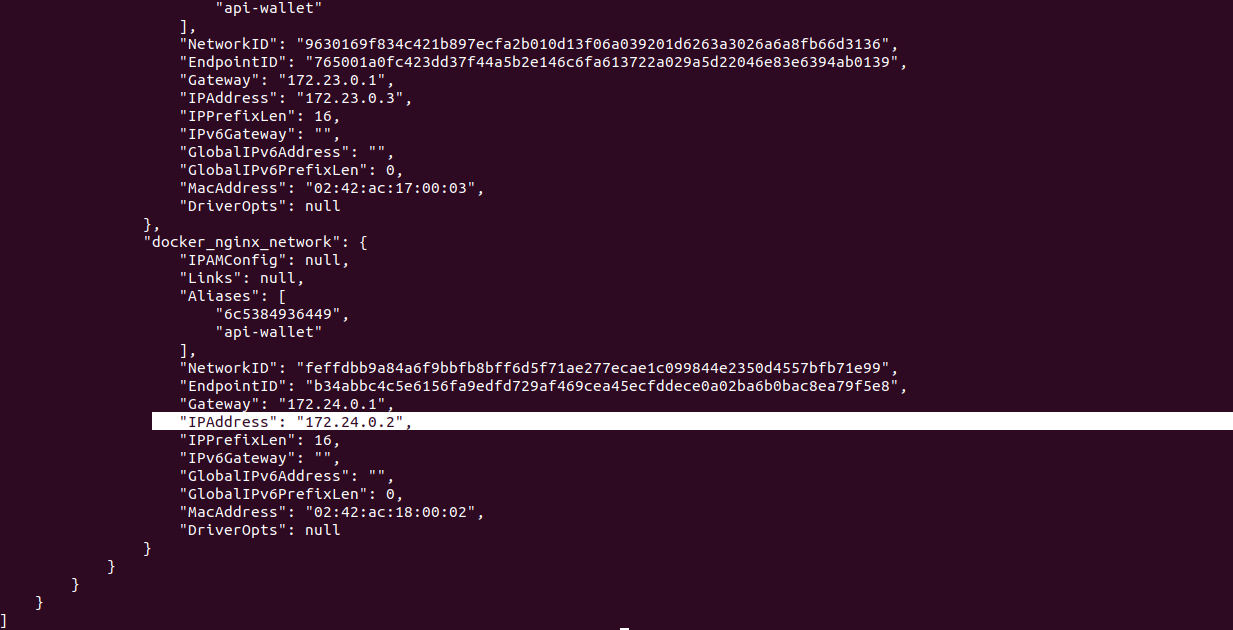 "api-wallet"
],
"NetworkID": "9630169f834c421b897ecfa2b010d13f06a039201d6263a3026a6a8fb66d3136",
"EndpointID": "765001a0fc423dd37f44a5b2e146c6fa613722a029a5d22046e83e6394ab0139",
"Gateway": "172.23.0.1",
"IPAddress": "172.23.0.3",
"IPPrefixLen": 16,
"IPv6Gateway": "",
"GlobalIPv6Address": "",
"GlobalIPv6PrefixLen": 0,
"MacAddress": "02:42:ac:17:00:03",
"DriverOpts": null
},
"docker_nginx_network": {
"IPAMConfig": null,
"Links": null,
"Aliases": [
"6c5384936449",
"api-wallet"
],
"NetworkID": "feffdbb9a84a6f9bbfb8bff6d5f71ae277ecae1c099844e2350d4557bfb71e99",
"EndpointID": "b34abbc4c5e6156fa9edfd729af469cea45ecfddece0a02ba6b0bac8ea79f5e8",
"Gateway": "172.24.0.1",
"IPAddress": "172.24.0.2",
"IPPrefixLen": 16,
"IPv6Gateway": "",
"GlobalIPv6Address": "",
"GlobalIPv6PrefixLen": 0,
"MacAddress": "02:42:ac:18:00:02",
"DriverOpts": null
}
}
}
}
]